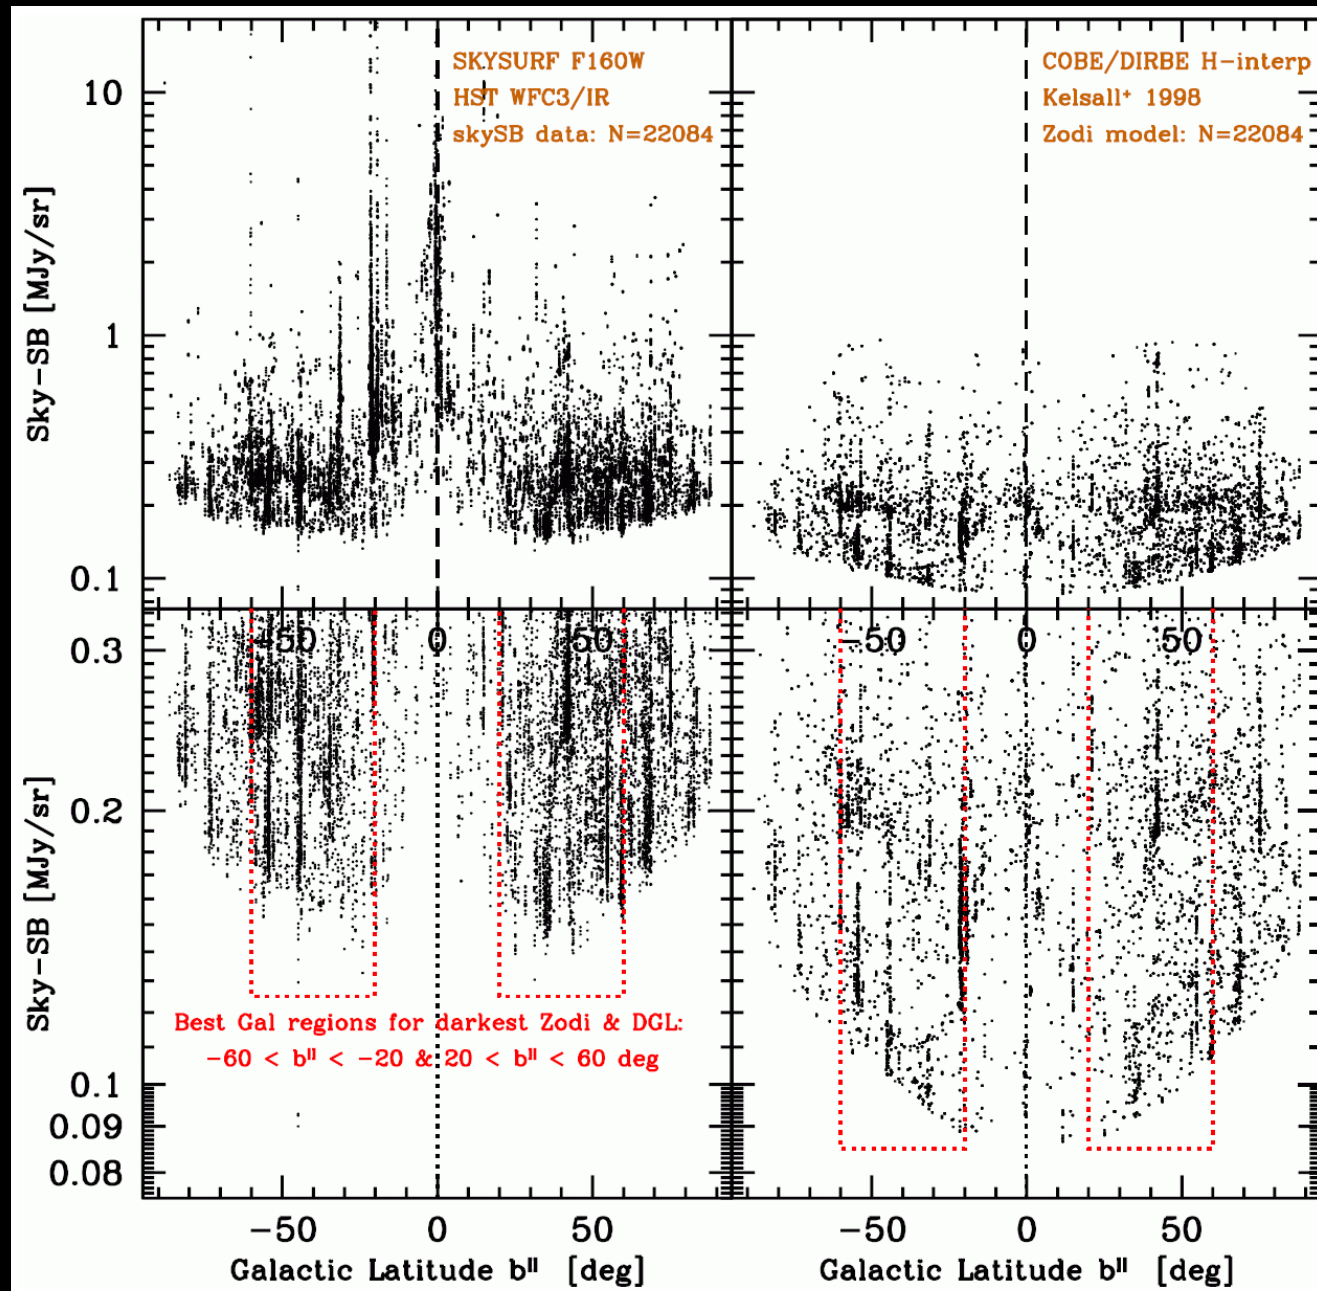 SKYSURF F160W
HST WFC3/IR
skySB data: N=22084
COBE/DIRBE H-interp
Kelsall⁺ 1998
Zodi model: N=22084
10
1
0.1
Sky-SB [MJy/sr]
-50 0 50
-50 0 50
0.3
0.2
0.1
0.09
0.08
Sky-SB [MJy/sr]
Best Gal regions for darkest Zodi & DGL:
-60 < bᴵᴵ < -20 & 20 < bᴵᴵ < 60 deg
-50 0 50
-50 0 50
Galactic Latitude bᴵᴵ [deg]
Galactic Latitude bᴵᴵ [deg]